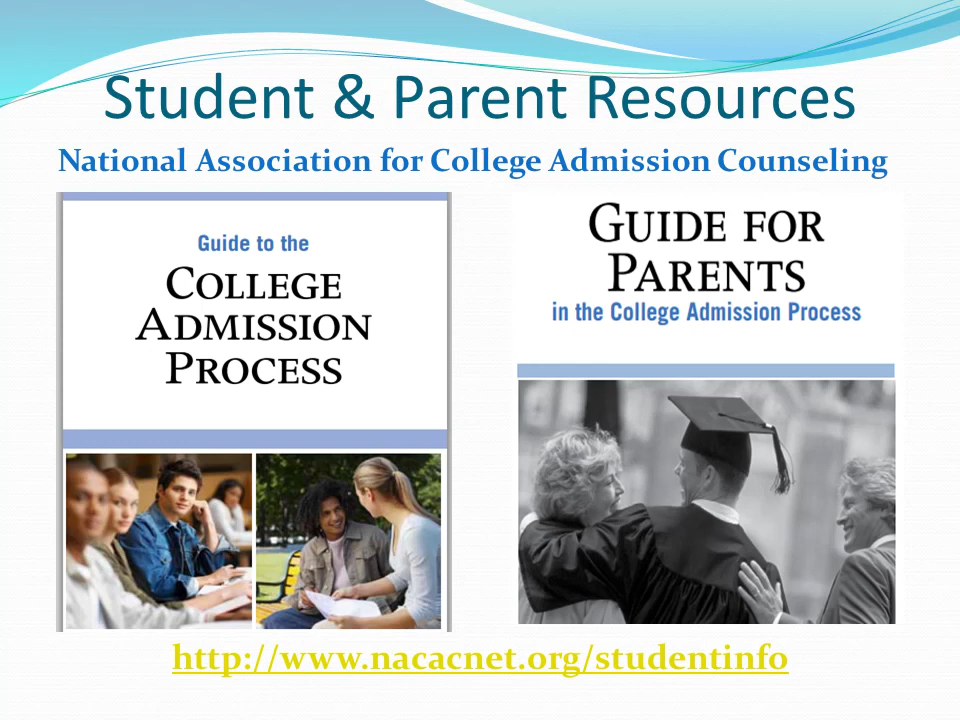 Student & Parent Resources
National Association for College Admission Counseling
Guide to the
COLLEGE
ADMISSION
PROCESS
GUIDE FOR
PARENTS
in the College Admission Process
http://www.nacacnet.org/studentinfo